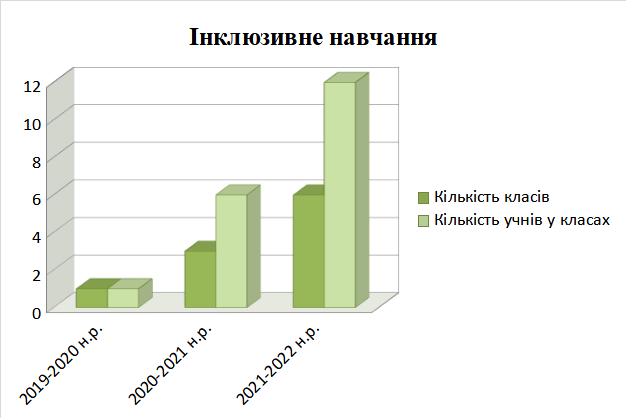 Інклюзивне навчання
12
10
8
6
4
2
0
2019-2020 н.р.
2020-2021 н.р.
2021-2022 н.р.
Кількість класів
Кількість учнів у класах